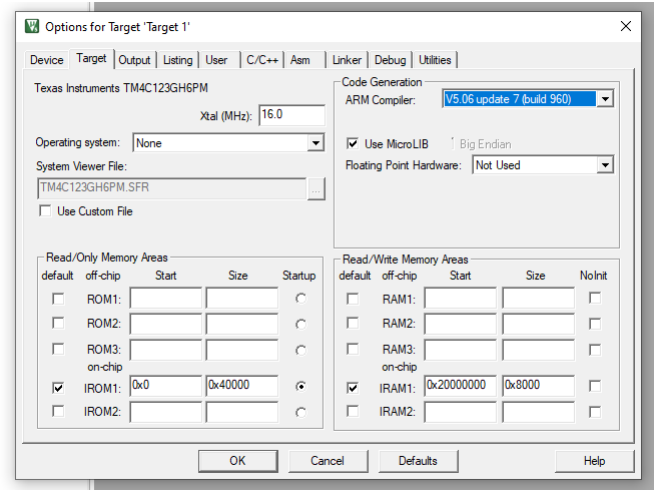 Options for Target 'Target 1'
Device Target Output Listing User C/C++ Asm Linker Debug Utilities
Texas Instruments TM4C123GH6PM
Xtal (MHz): 16.0
Operating system: None
System Viewer File:
TM4C123GH6PM.SFR ...
Use Custom File
Code Generation
ARM Compiler: V5.06 update 7 (build 960)
Use MicroLIB Big Endian
Floating Point Hardware: Not Used
Read/Only Memory Areas
default off-chip Start Size Startup
ROM1:
ROM2:
ROM3:
on-chip
IROM1: 0x0 0x40000
IROM2:
Read/Write Memory Areas
default off-chip Start Size NoInit
RAM1:
RAM2:
RAM3:
on-chip
IRAM1: 0x20000000 0x8000
IRAM2:
OK Cancel Defaults Help